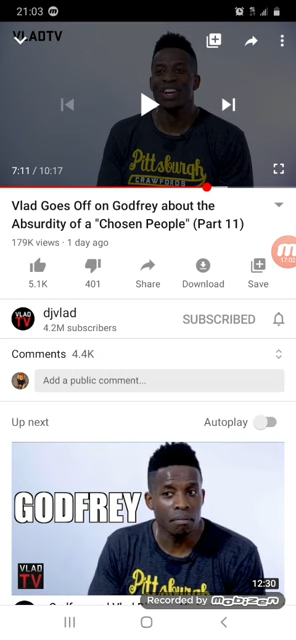 21:03
VLADTV
Pittsburgh
CRAWFORDS
7:11 / 10:17
Vlad Goes Off on Godfrey about the
Absurdity of a "Chosen People" (Part 11)
179K views · 1 day ago
17:02
5.1K 401 Share Download Save
VLAD TV
djvlad
4.2M subscribers
SUBSCRIBED
Comments 4.4K
Add a public comment...
Up next
Autoplay
GODFREY
VLAD
TV
Pittsburgh
12:30
Recorded by mobizen